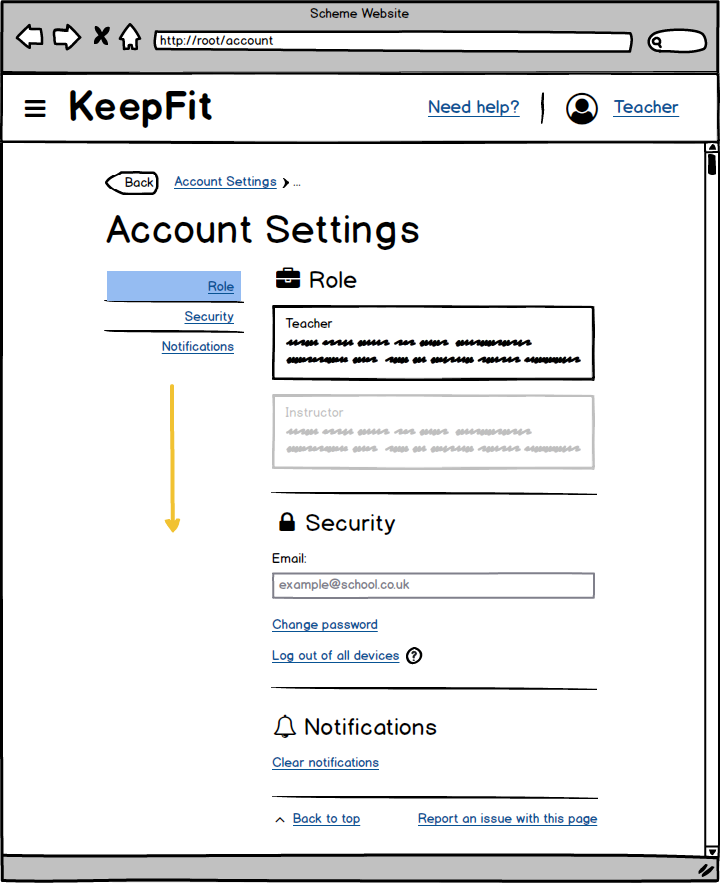 Scheme Website
http://root/account
KeepFit
Need help?
Teacher
Back
Account Settings
...
Account Settings
Role
Security
Notifications
Role
Teacher
Instructor
Security
Email:
example@school.co.uk
Change password
Log out of all devices ?
Notifications
Clear notifications
Back to top
Report an issue with this page